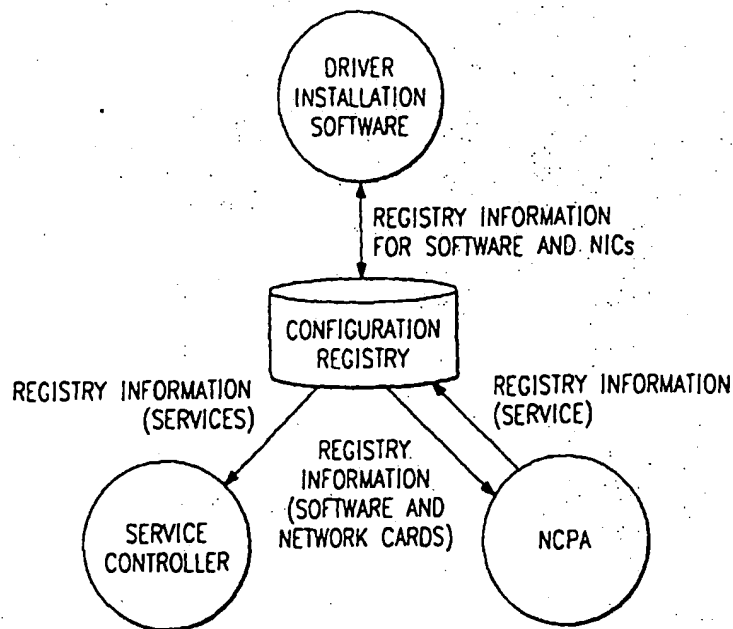 DRIVER
INSTALLATION
SOFTWARE
REGISTRY INFORMATION
FOR SOFTWARE AND NICs
CONFIGURATION
REGISTRY
REGISTRY INFORMATION
(SERVICES)
REGISTRY INFORMATION
(SERVICE)
REGISTRY
INFORMATION
(SOFTWARE AND
NETWORK CARDS)
SERVICE
CONTROLLER
NCPA